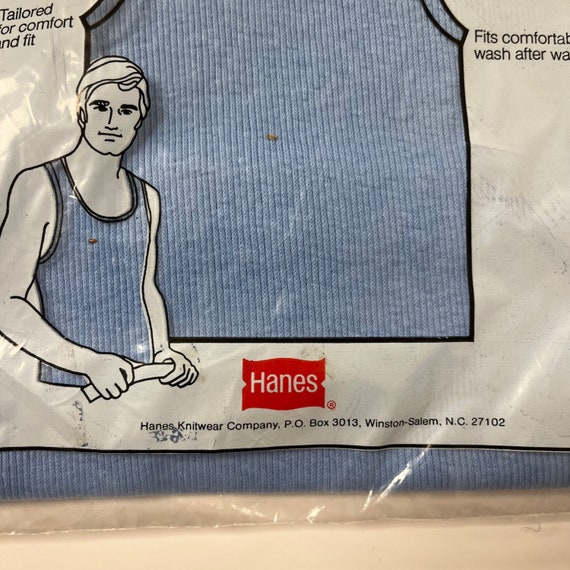 Tailored
for comfort
and fit
Fits comfortab
wash after wa
Hanes
®
Hanes Knitwear Company, P.O. Box 3013, Winston-Salem, N.C. 27102